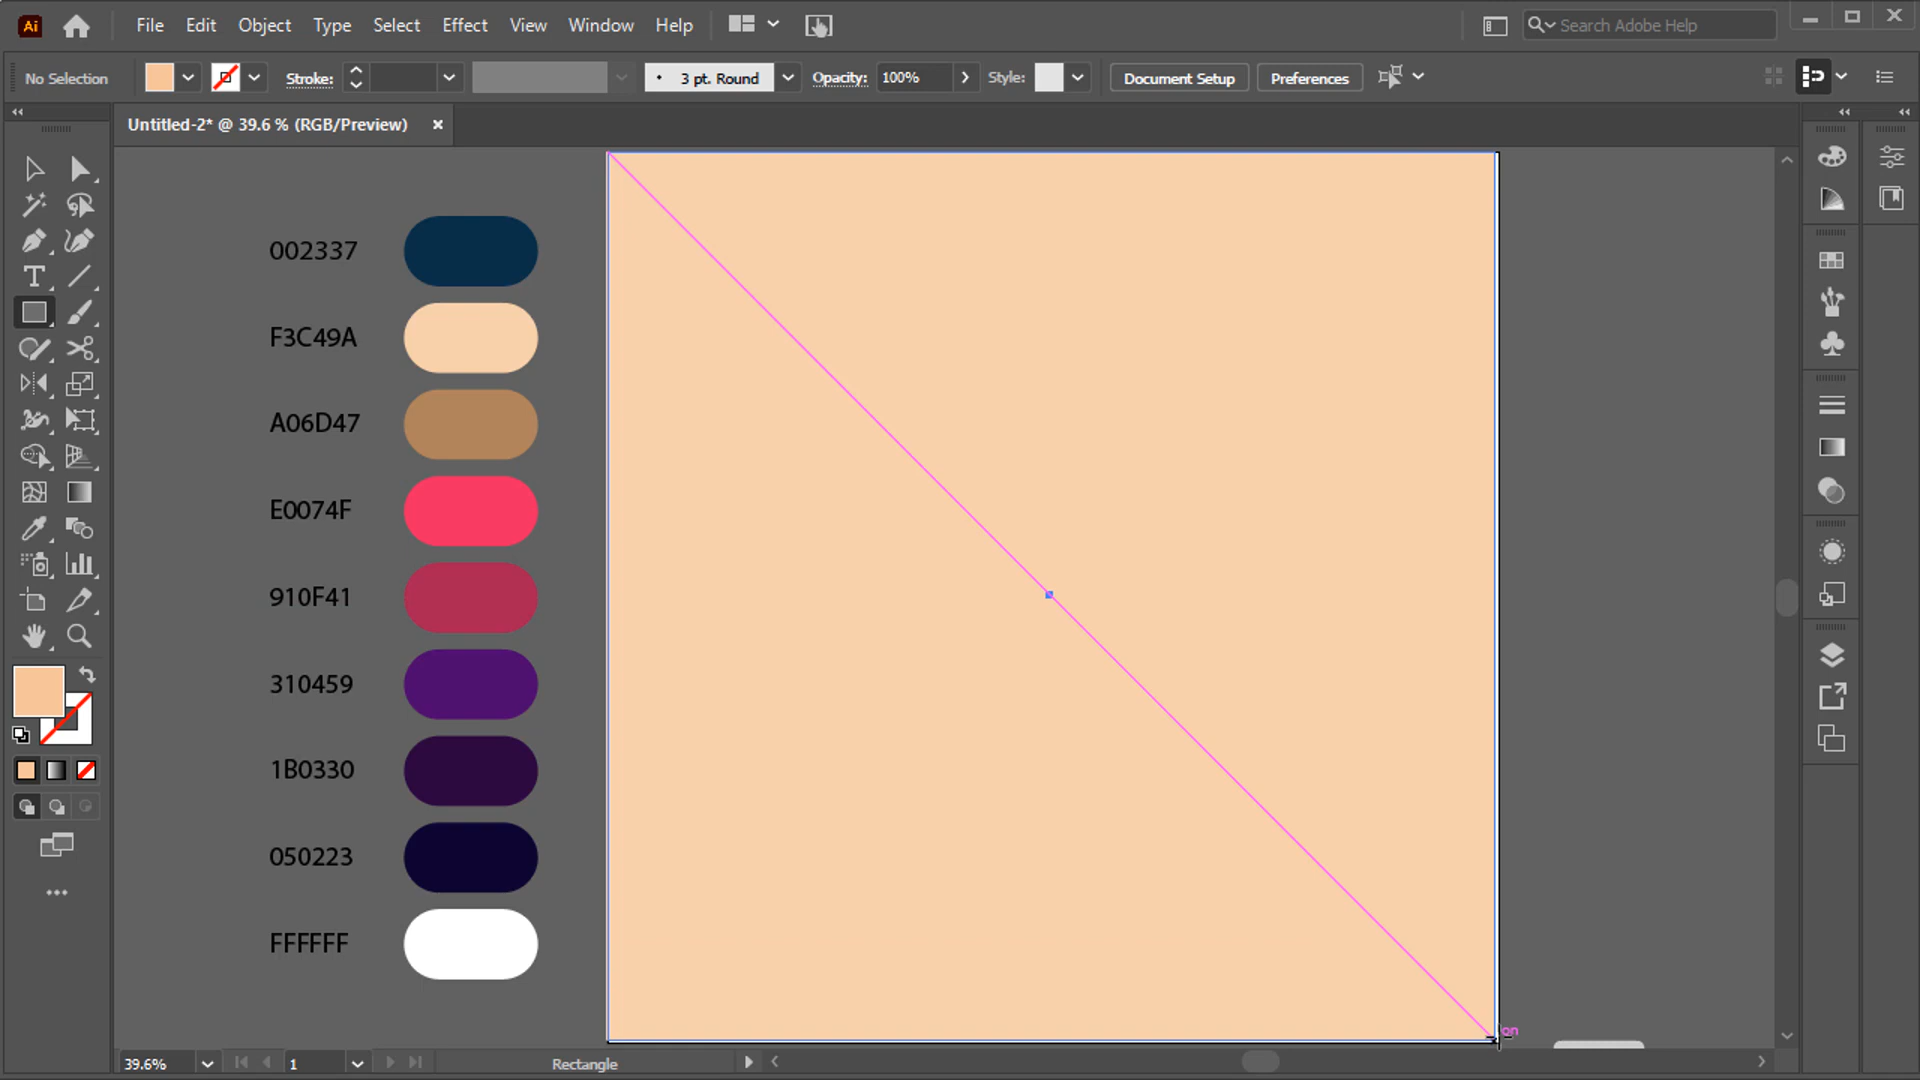 Ai File Edit Object Type Select Effect View Window Help Search Adobe Help
No Selection Stroke: 3 pt. Round Opacity: 100% Style: Document Setup Preferences
Untitled-2* @ 39.6 % (RGB/Preview)
002337
F3C49A
A06D47
E0074F
910F41
310459
1B0330
050223
FFFFFF
39.6% 1 Rectangle